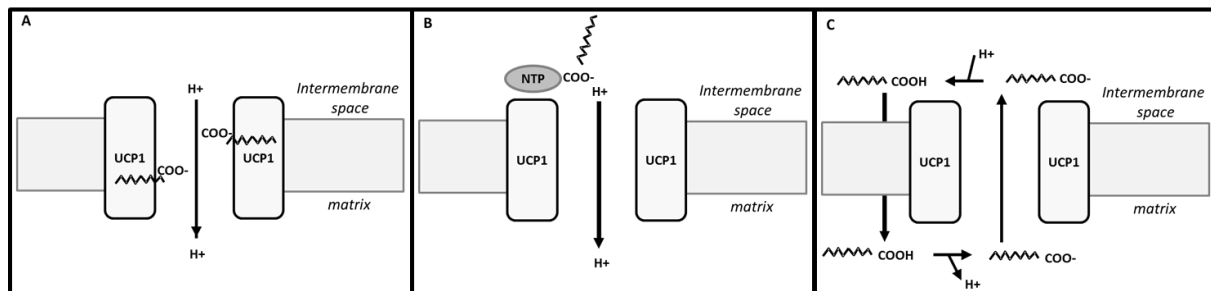 A
H+
Intermembrane
space
COO-
UCP1
UCP1
COO-
matrix
H+
B
NTP
COO-
H+
Intermembrane
space
UCP1
UCP1
matrix
H+
C
H+
COOH
COO-
Intermembrane
space
UCP1
UCP1
matrix
COOH
COO-
H+